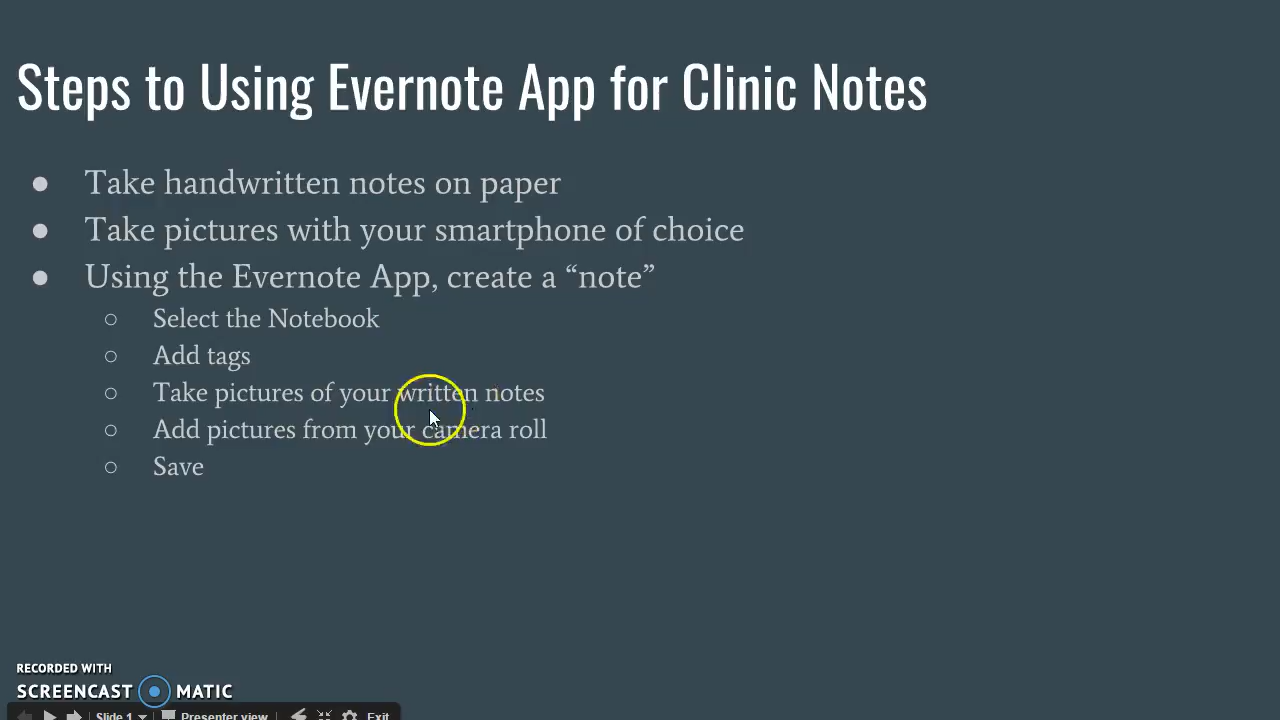 Steps to Using Evernote App for Clinic Notes
● Take handwritten notes on paper
● Take pictures with your smartphone of choice
● Using the Evernote App, create a “note”
○ Select the Notebook
○ Add tags
○ Take pictures of your written notes
○ Add pictures from your camera roll
○ Save
RECORDED WITH
SCREENCAST MATIC
Slide 1 Presenter view Exit